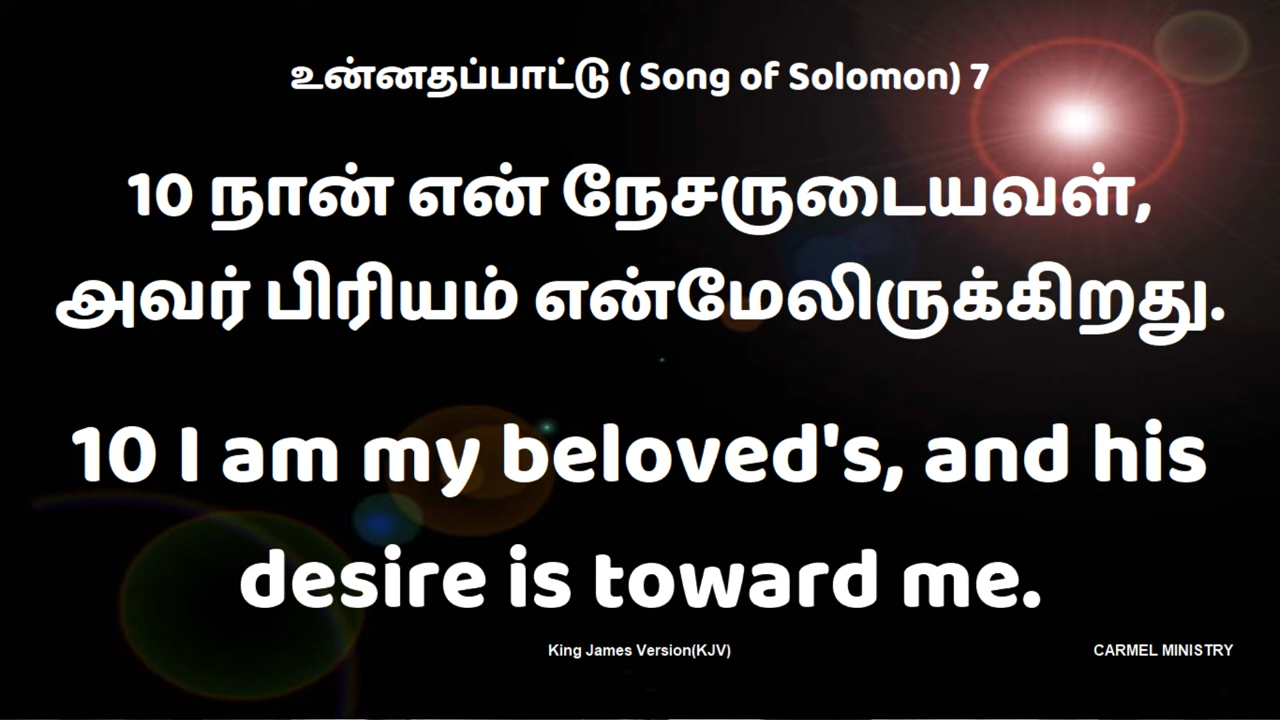 உன்னதப்பாட்டு ( Song of Solomon) 7
10 நான் என் நேசருடையவள்,
அவர் பிரியம் என்மேலிருக்கிறது.
10 I am my beloved's, and his
desire is toward me.
King James Version(KJV)
CARMEL MINISTRY